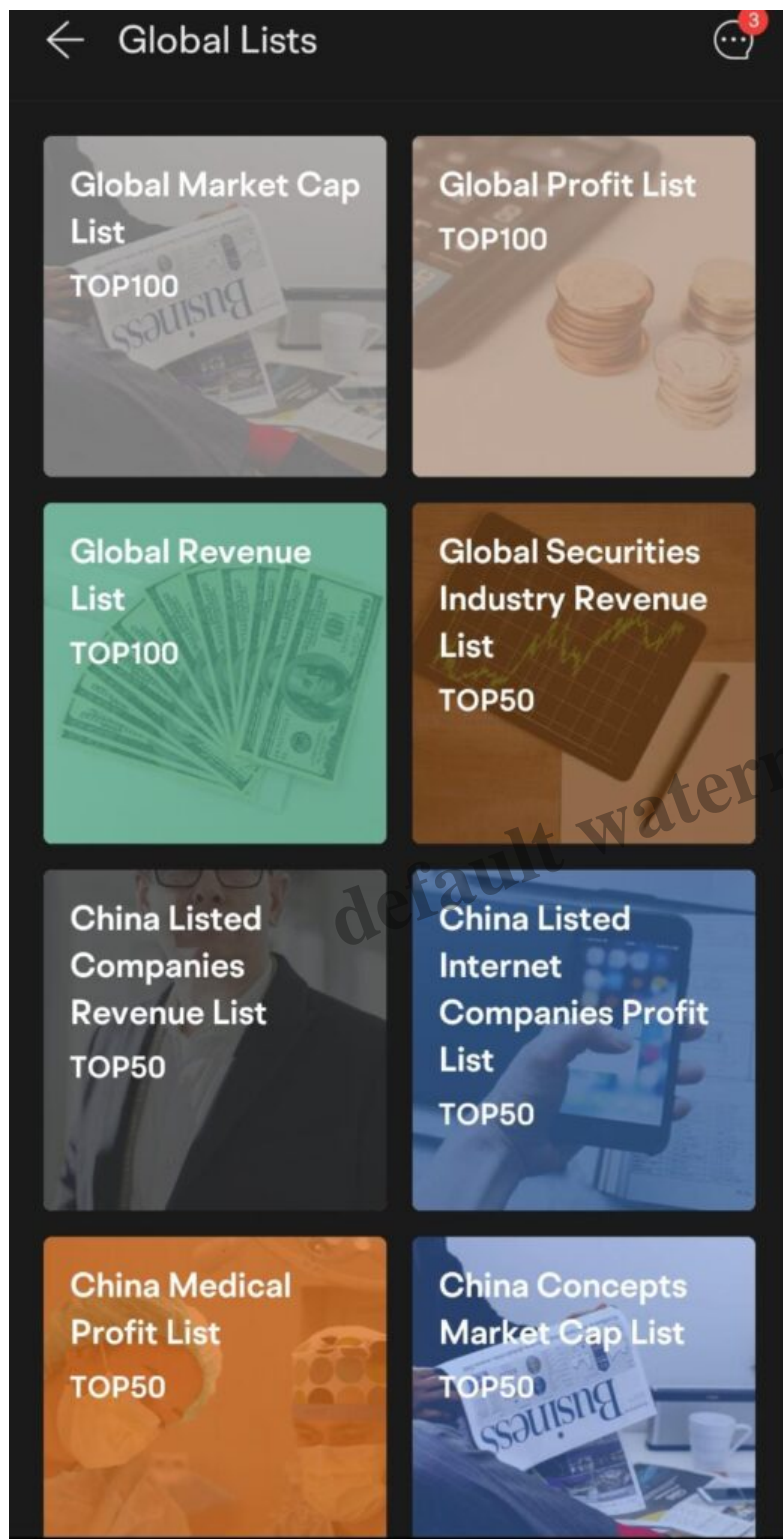 Global Lists
3
Global Market Cap
List
TOP100
Business
Global Profit List
TOP100
Global Revenue
List
TOP100
Global Securities
Industry Revenue
List
TOP50
default
China Listed
Companies
Revenue List
TOP50
China Listed
Internet
Companies Profit
List
TOP50
China Medical
Profit List
TOP50
China Concepts
Market Cap List
TOP50
Business